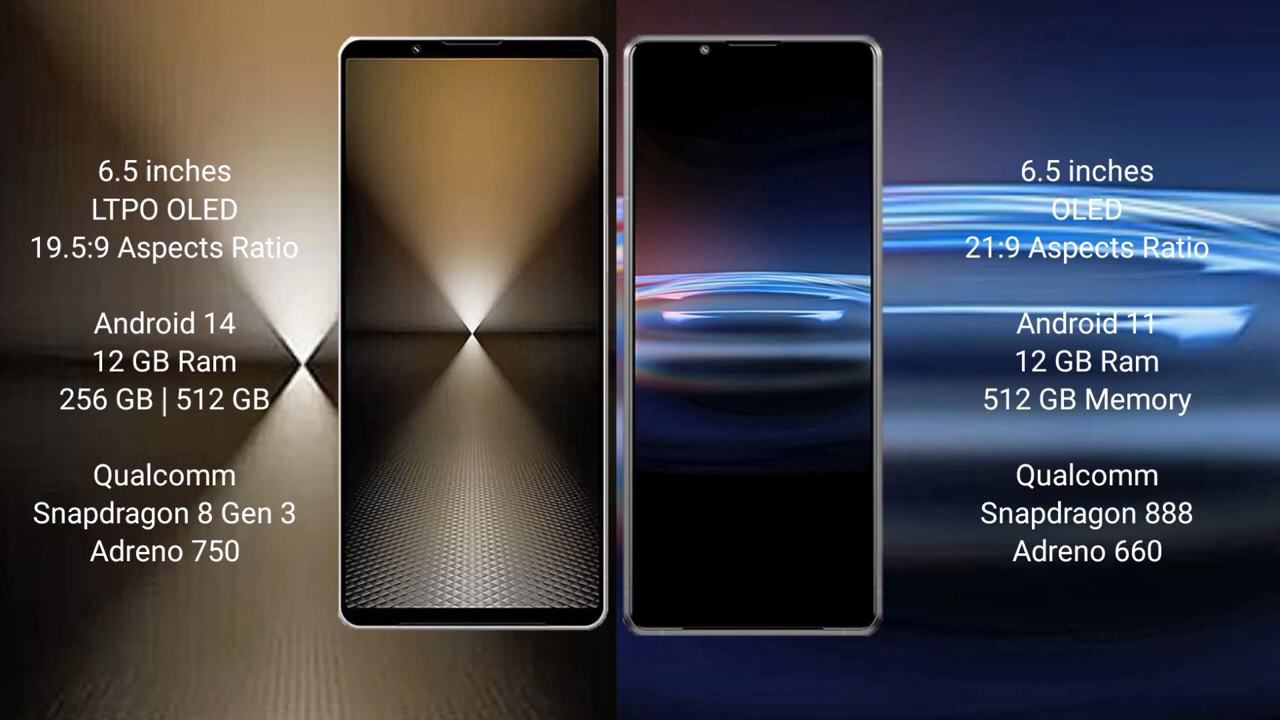 6.5 inches
LTPO OLED
19.5:9 Aspects Ratio
Android 14
12 GB Ram
256 GB | 512 GB
Qualcomm
Snapdragon 8 Gen 3
Adreno 750
6.5 inches
OLED
21:9 Aspects Ratio
Android 11
12 GB Ram
512 GB Memory
Qualcomm
Snapdragon 888
Adreno 660